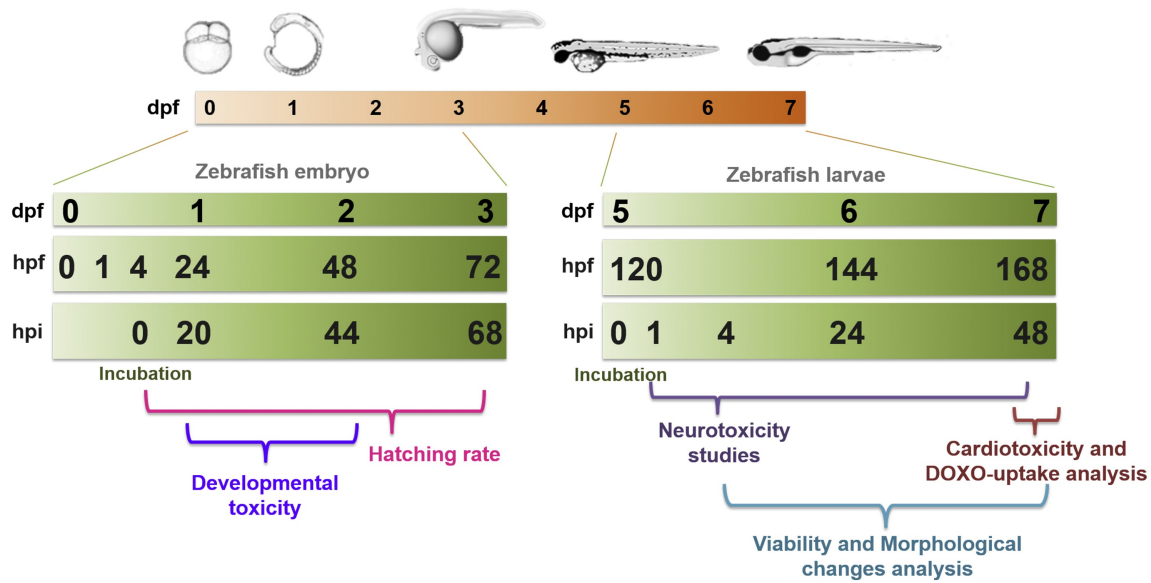 dpf 0 1 2 3 4 5 6 7
Zebrafish embryo
dpf 0 1 2 3
hpf 0 1 4 24 48 72
hpi 0 20 44 68
Incubation
Hatching rate
Developmental
toxicity
Zebrafish larvae
dpf 5 6 7
hpf 120 144 168
hpi 0 1 4 24 48
Incubation
Neurotoxicity
studies
Cardiotoxicity and
DOXO-uptake analysis
Viability and Morphological
changes analysis